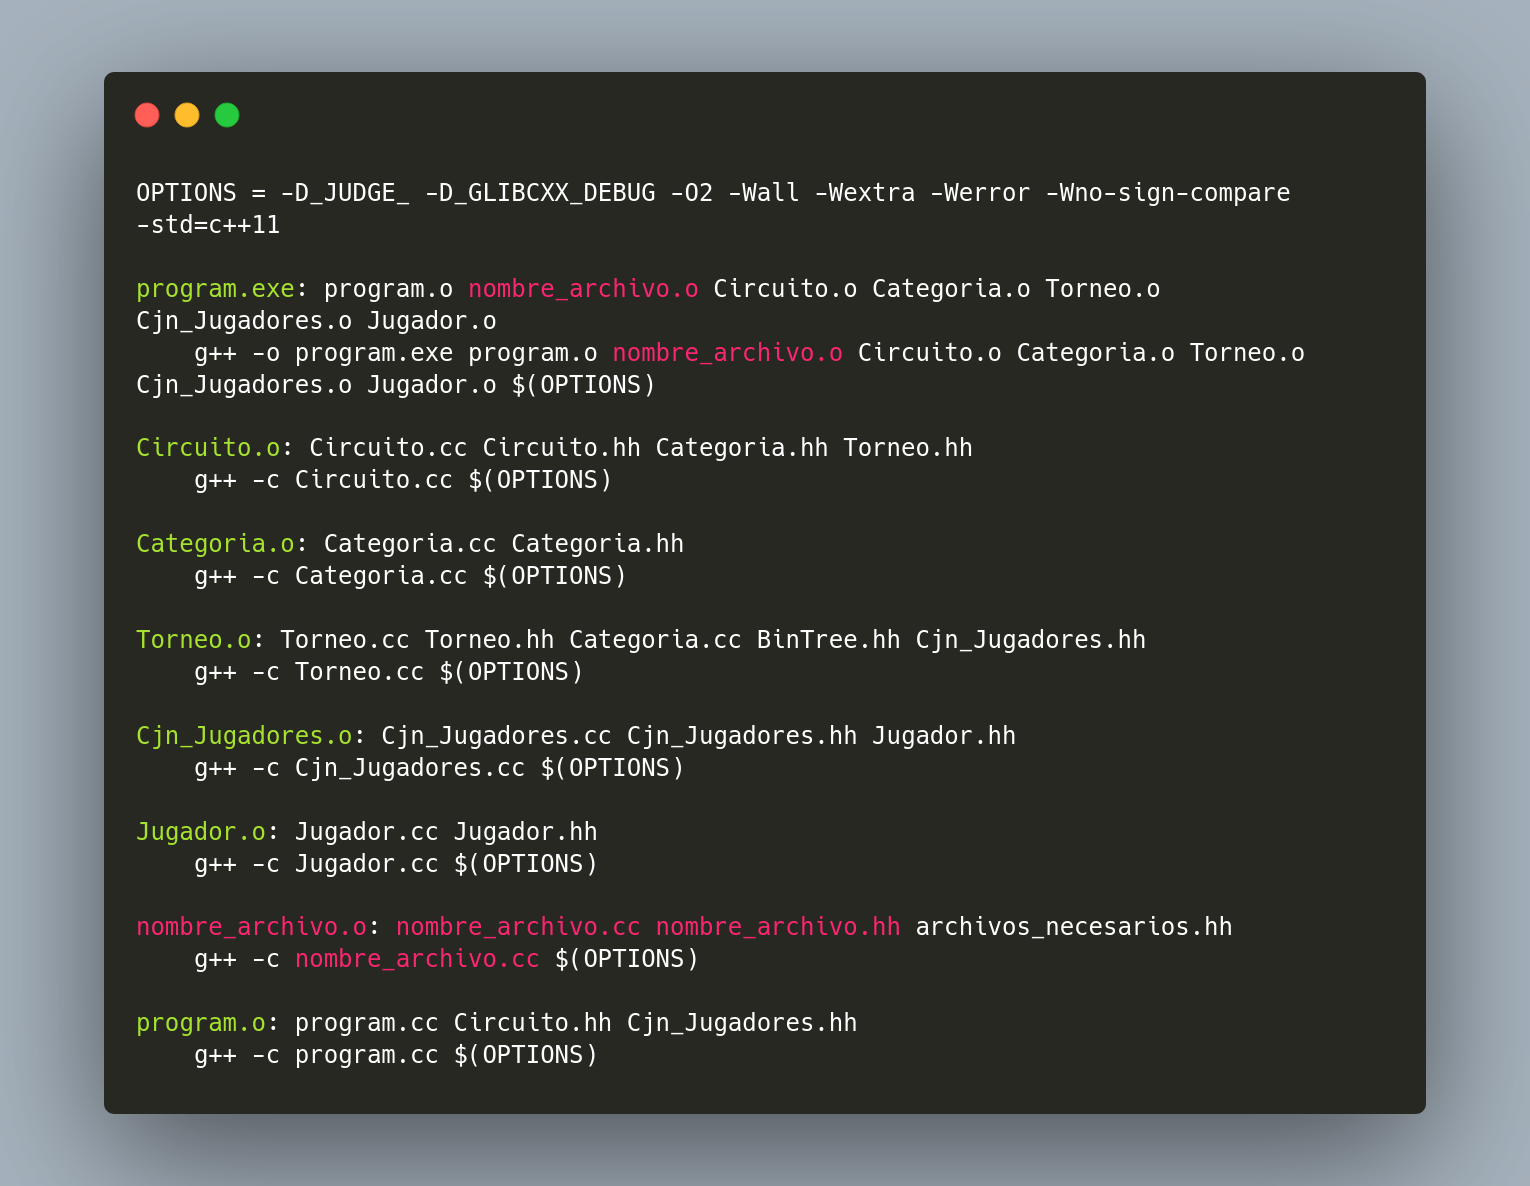 OPTIONS = -D_JUDGE_ -D_GLIBCXX_DEBUG -O2 -Wall -Wextra -Werror -Wno-sign-compare
-std=c++11
program.exe: program.o nombre_archivo.o Circuito.o Categoria.o Torneo.o
Cjn_Jugadores.o Jugador.o
g++ -o program.exe program.o nombre_archivo.o Circuito.o Categoria.o Torneo.o
Cjn_Jugadores.o Jugador.o $(OPTIONS)
Circuito.o: Circuito.cc Circuito.hh Categoria.hh Torneo.hh
g++ -c Circuito.cc $(OPTIONS)
Categoria.o: Categoria.cc Categoria.hh
g++ -c Categoria.cc $(OPTIONS)
Torneo.o: Torneo.cc Torneo.hh Categoria.cc BinTree.hh Cjn_Jugadores.hh
g++ -c Torneo.cc $(OPTIONS)
Cjn_Jugadores.o: Cjn_Jugadores.cc Cjn_Jugadores.hh Jugador.hh
g++ -c Cjn_Jugadores.cc $(OPTIONS)
Jugador.o: Jugador.cc Jugador.hh
g++ -c Jugador.cc $(OPTIONS)
nombre_archivo.o: nombre_archivo.cc nombre_archivo.hh archivos_necesarios.hh
g++ -c nombre_archivo.cc $(OPTIONS)
program.o: program.cc Circuito.hh Cjn_Jugadores.hh
g++ -c program.cc $(OPTIONS)